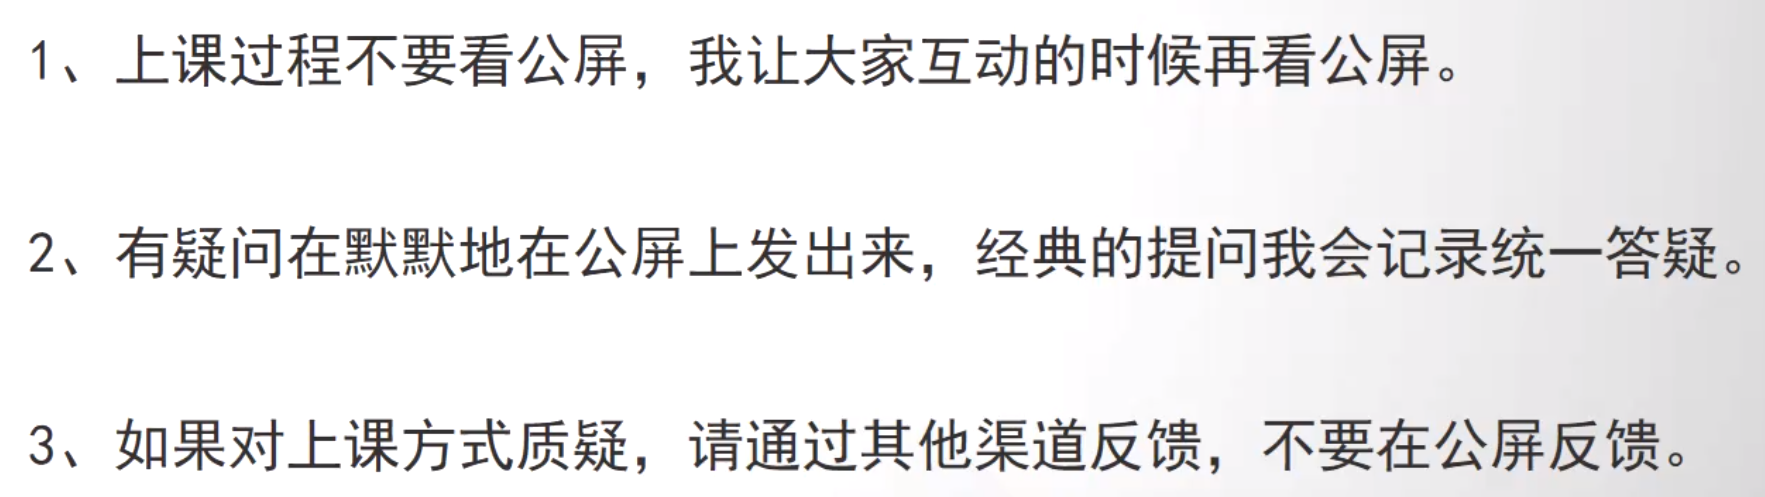 1、上课过程不要看公屏，我让大家互动的时候再看公屏。
2、有疑问在默默地在公屏上发出来，经典的提问我会记录统一答疑。
3、如果对上课方式质疑，请通过其他渠道反馈，不要在公屏反馈。